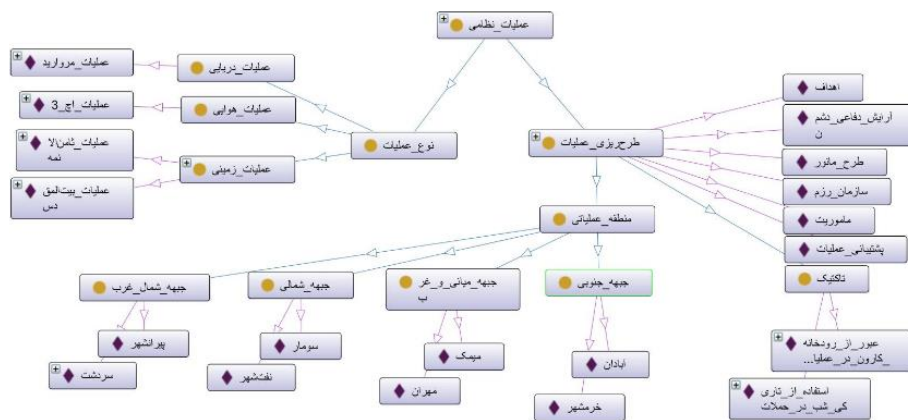 عملیات_نظامی
عملیات_دریایی
عملیات_مروارید
عملیات_هوایی
عملیات_اچ_3
نوع_عملیات
عملیات_زمینی
عملیات_ثامن‌الا
ئمه
عملیات_بیت‌المق
دس
طرح‌ریزی_عملیات
اهداف
آرایش_دفاعی_دشم
ن
طرح_مانور
سازمان_رزم
ماموریت
پشتیبانی_عملیات
تاکتیک
عبور_از_رودخانه
_کارون_در_عملیا...
استفاده_از_تاری
کی_شب_در_حملات
منطقه_عملیاتی
جبهه_جنوبی
آبادان
خرمشهر
جبهه_میانی_و_غر
ب
میمک
مهران
جبهه_شمالی
سومار
نفت‌شهر
جبهه_شمال_غرب
پیرانشهر
سردشت